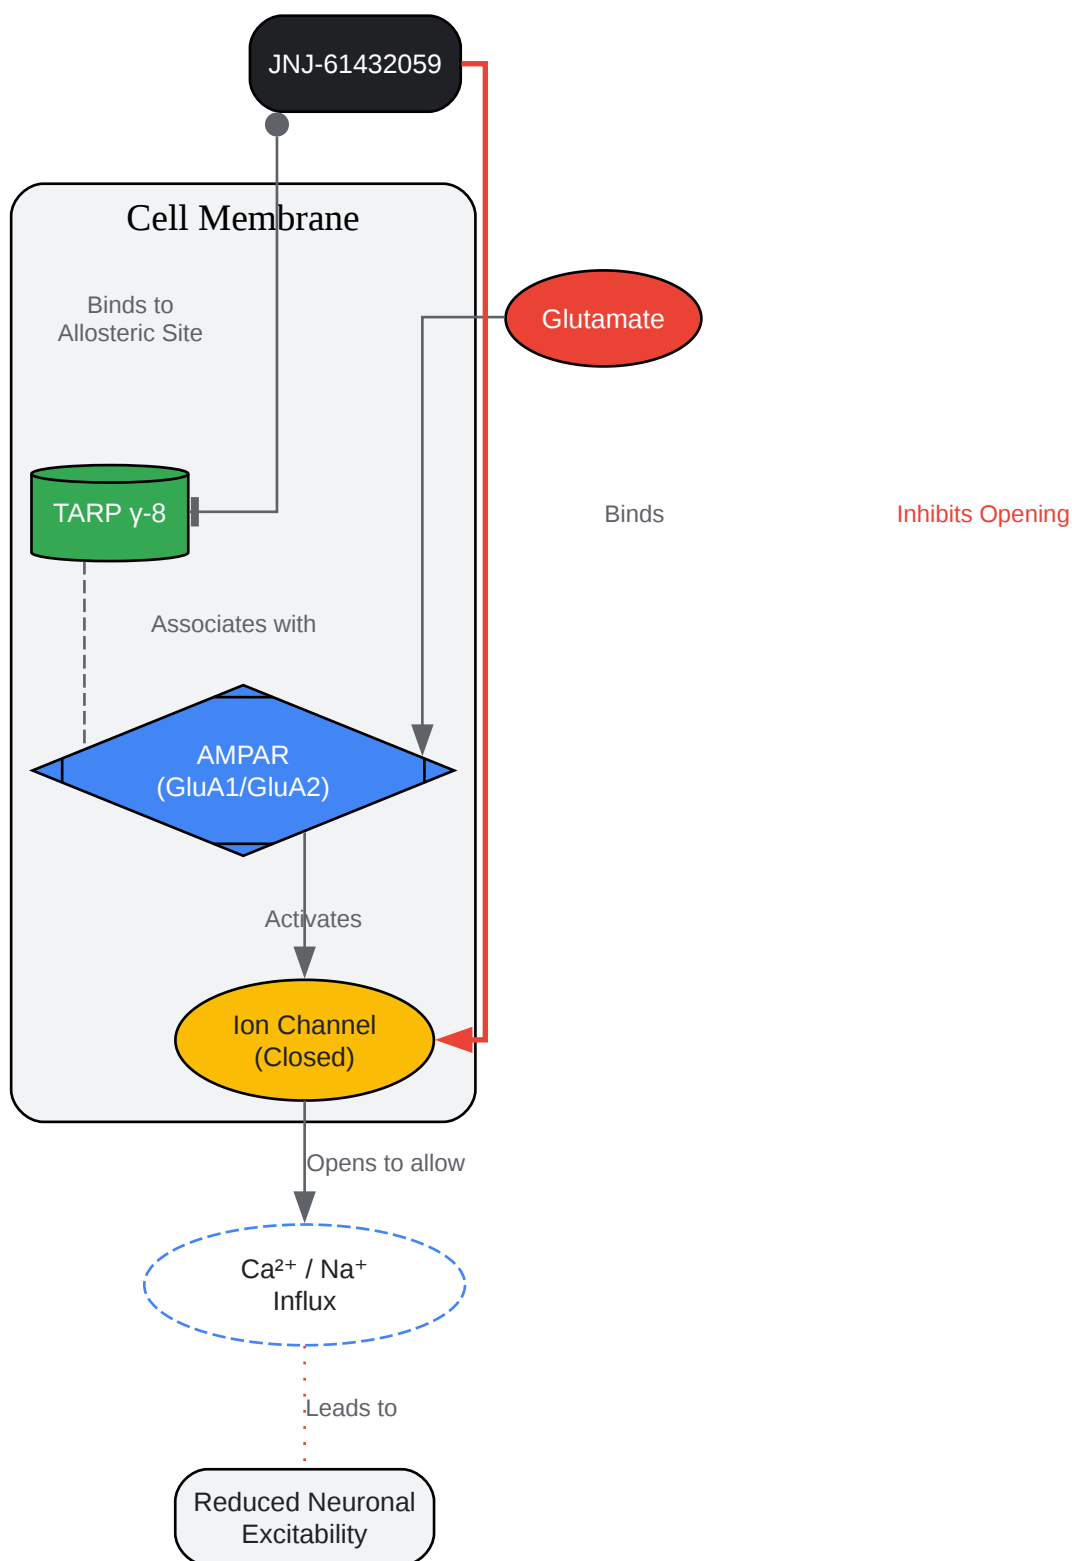 JNJ-61432059
Cell Membrane
Binds to
Allosteric Site
Glutamate
TARP γ-8
Binds
Inhibits Opening
Associates with
AMPAR
(GluA1/GluA2)
Activates
Ion Channel
(Closed)
Opens to allow
Ca²⁺ / Na⁺
Influx
Leads to
Reduced Neuronal
Excitability